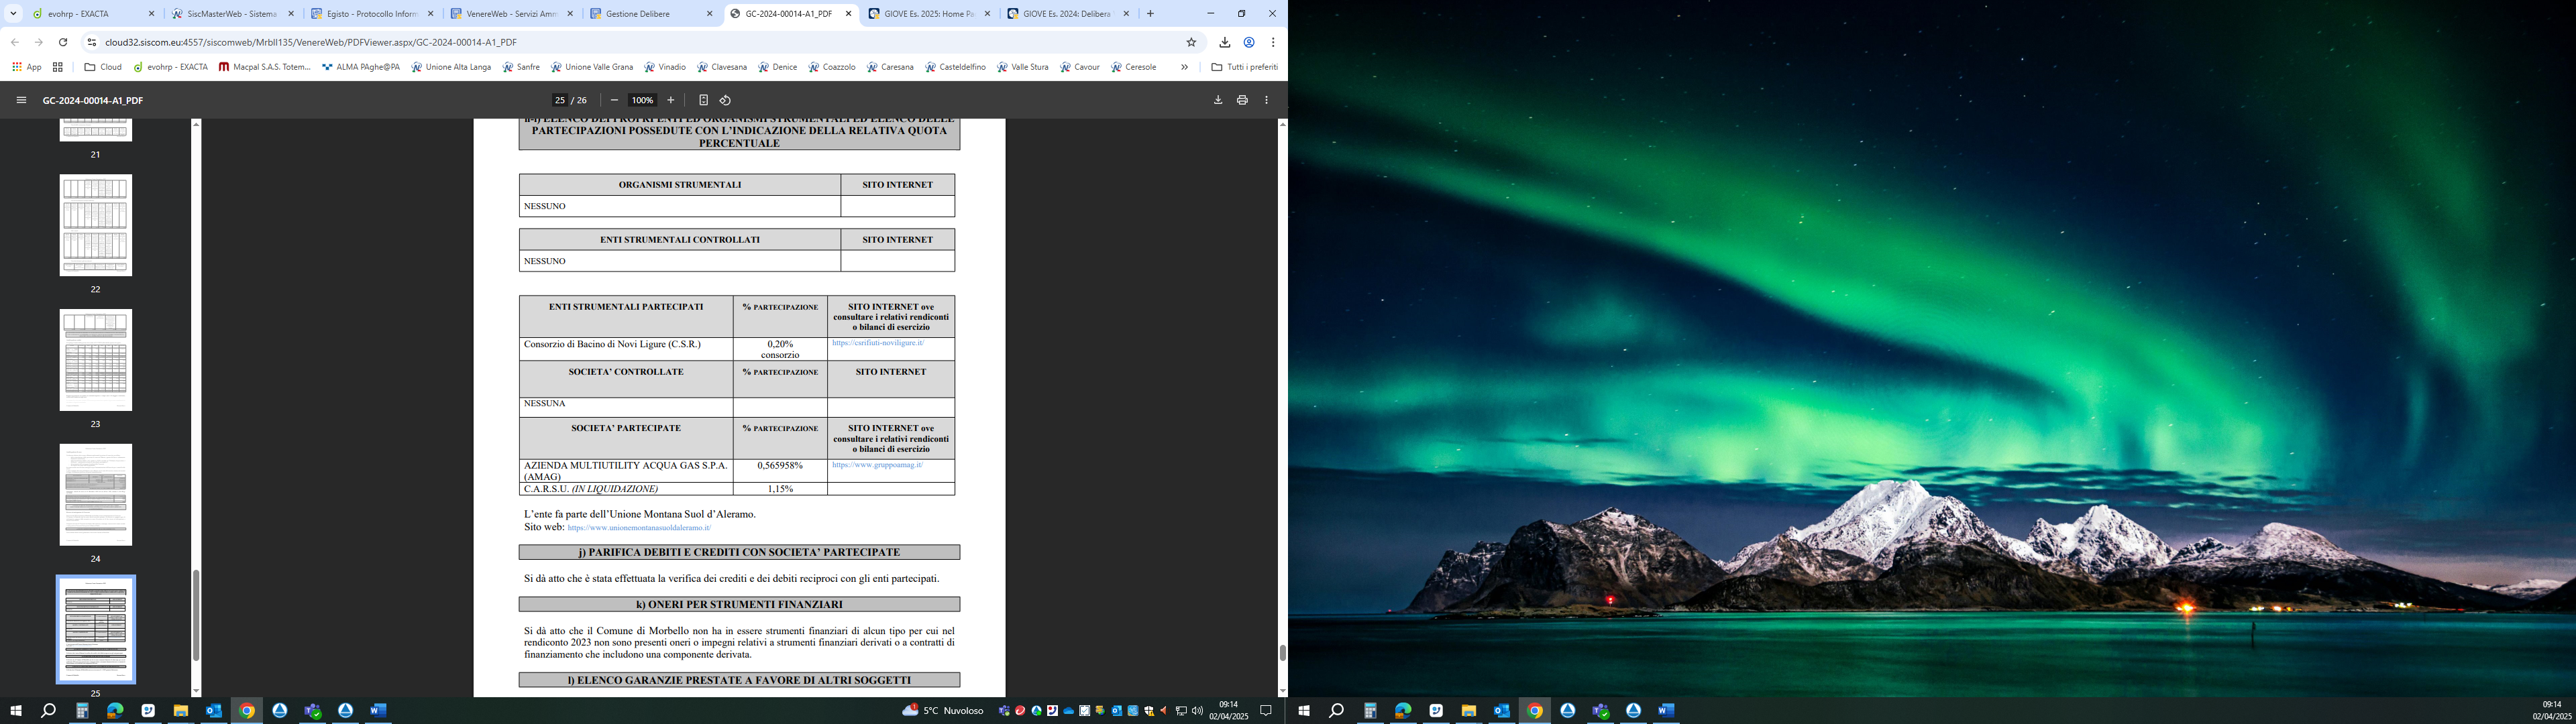 evohrp - EXACTA
SiscMasterWeb - Sistema
Egisto - Protocollo Inform
VenereWeb - Servizi Amm
Gestione Delibere
GC-2024-00014-A1_PDF
GIOVE Es. 2025: Home Pa
GIOVE Es. 2024: Delibera
cloud32.siscom.eu:4557/siscomweb/Mrbll135/VenereWeb/PDFViewer.aspx/GC-2024-00014-A1_PDF
App
Cloud
evohrp - EXACTA
Macpal S.A.S. Totem...
ALMA PAghe@PA
Unione Alta Langa
Sanfre
Unione Valle Grana
Vinadio
Clavesana
Denice
Coazzolo
Caresana
Casteldelfino
Valle Stura
Cavour
Ceresole
»
Tutti i preferiti
GC-2024-00014-A1_PDF
25 / 26
100%
21
22
23
24
25
i-i) ELENCO DEI PROPRI ENTI ED ORGANISMI STRUMENTALI ED ELENCO DELLE
PARTECIPAZIONI POSSEDUTE CON L'INDICAZIONE DELLA RELATIVA QUOTA
PERCENTUALE
ORGANISMI STRUMENTALI SITO INTERNET
NESSUNO
ENTI STRUMENTALI CONTROLLATI SITO INTERNET
NESSUNO
ENTI STRUMENTALI PARTECIPATI % PARTECIPAZIONE SITO INTERNET ove
consultare i relativi rendiconti
o bilanci di esercizio
Consorzio di Bacino di Novi Ligure (C.S.R.) 0,20% https://csrifiuti-noviligure.it/
consorzio
SOCIETA' CONTROLLATE % PARTECIPAZIONE SITO INTERNET
NESSUNA
SOCIETA' PARTECIPATE % PARTECIPAZIONE SITO INTERNET ove
consultare i relativi rendiconti
o bilanci di esercizio
AZIENDA MULTIUTILITY ACQUA GAS S.P.A. 0,565958% https://www.gruppoamag.it/
(AMAG)
C.A.R.S.U. (IN LIQUIDAZIONE) 1,15%
L'ente fa parte dell'Unione Montana Suol d'Aleramo.
Sito web: https://www.unionemontanasuoldaleramo.it/
j) PARIFICA DEBITI E CREDITI CON SOCIETA' PARTECIPATE
Si dà atto che è stata effettuata la verifica dei crediti e dei debiti reciproci con gli enti partecipati.
k) ONERI PER STRUMENTI FINANZIARI
Si dà atto che il Comune di Morbello non ha in essere strumenti finanziari di alcun tipo per cui nel
rendiconto 2023 non sono presenti oneri o impegni relativi a strumenti finanziari derivati o a contratti di
finanziamento che includono una componente derivata.
l) ELENCO GARANZIE PRESTATE A FAVORE DI ALTRI SOGGETTI
5°C Nuvoloso
09:14
02/04/2025
09:14
02/04/2025